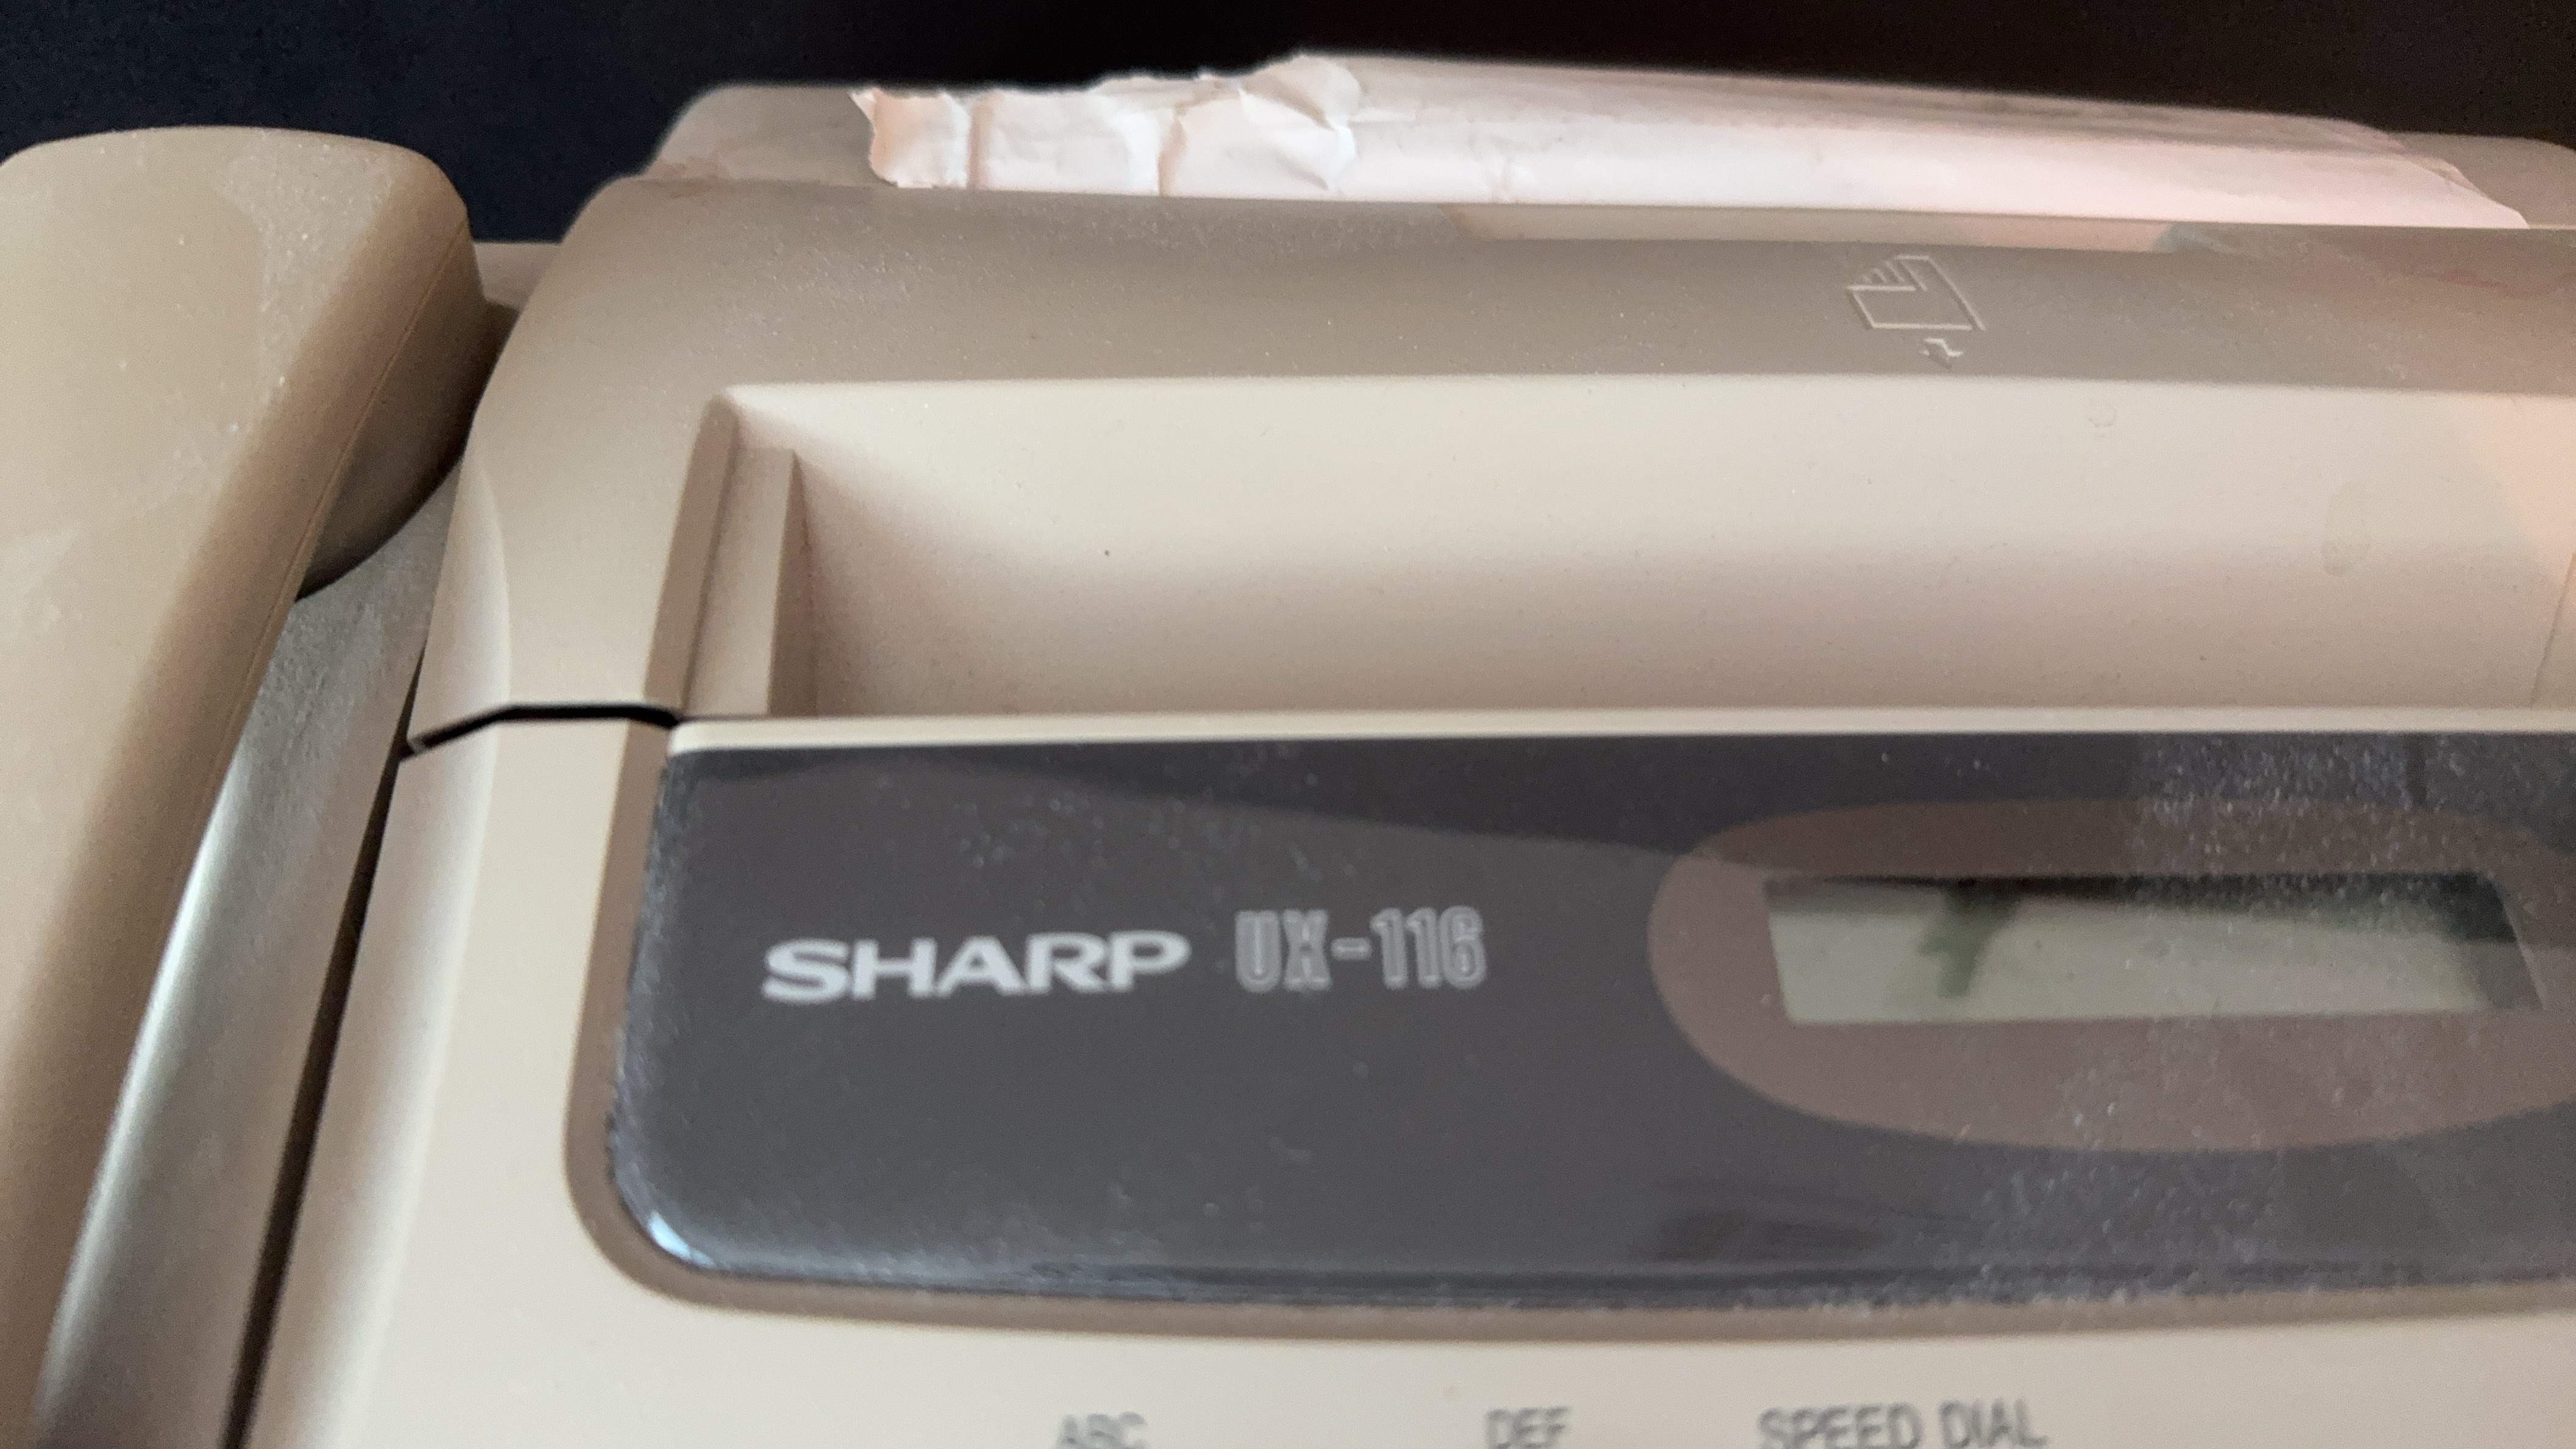 SHARP UX-116
ABC DEF SPEED DIAL